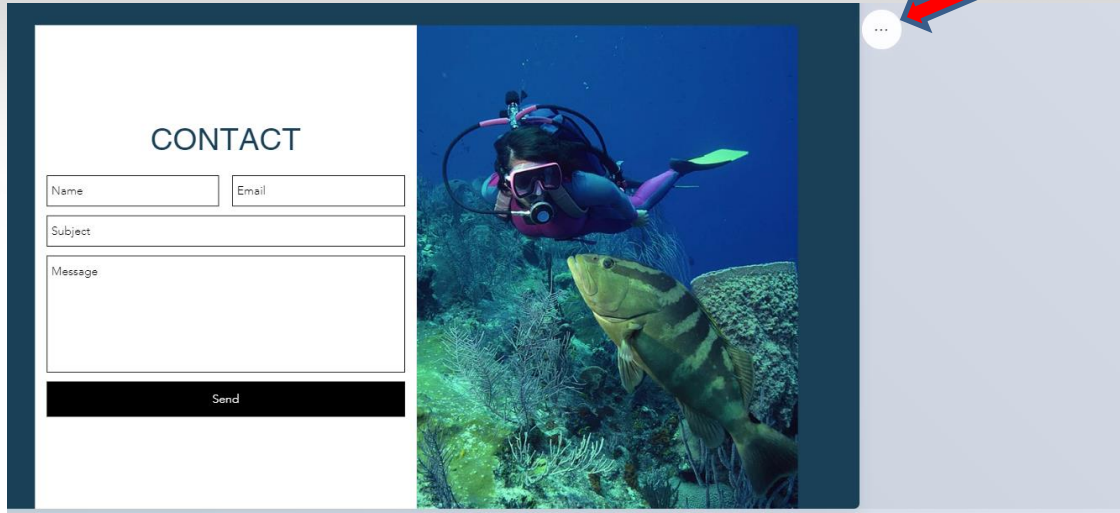 ...
CONTACT
Name
Email
Subject
Message
Send